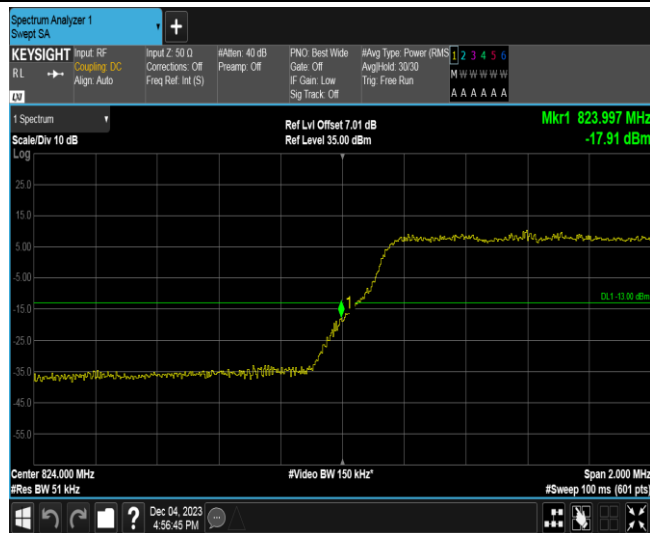 Spectrum Analyzer 1
Swept SA
+
KEYSIGHT
RL
LXI
Input: RF
Coupling: DC
Align: Auto
Input Z: 50 Ω
Corrections: Off
Freq Ref: Int (S)
#Atten: 40 dB
Preamp: Off
PNO: Best Wide
Gate: Off
IF Gain: Low
Sig Track: Off
#Avg Type: Power (RMS
Avg|Hold: 30/30
Trig: Free Run
1 2 3 4 5 6
M W W W W W
A A A A A A
1 Spectrum
Scale/Div 10 dB
Log
Ref Lvl Offset 7.01 dB
Ref Level 35.00 dBm
Mkr1 823.997 MHz
-17.91 dBm
25.0
15.0
5.00
-5.00
DL1 -13.00 dBm
1
-15.0
-25.0
-35.0
-45.0
-55.0
Center 824.000 MHz
#Video BW 150 kHz*
Span 2.000 MHz
#Res BW 51 kHz
#Sweep 100 ms (601 pts)
?
Dec 04, 2023
4:56:45 PM